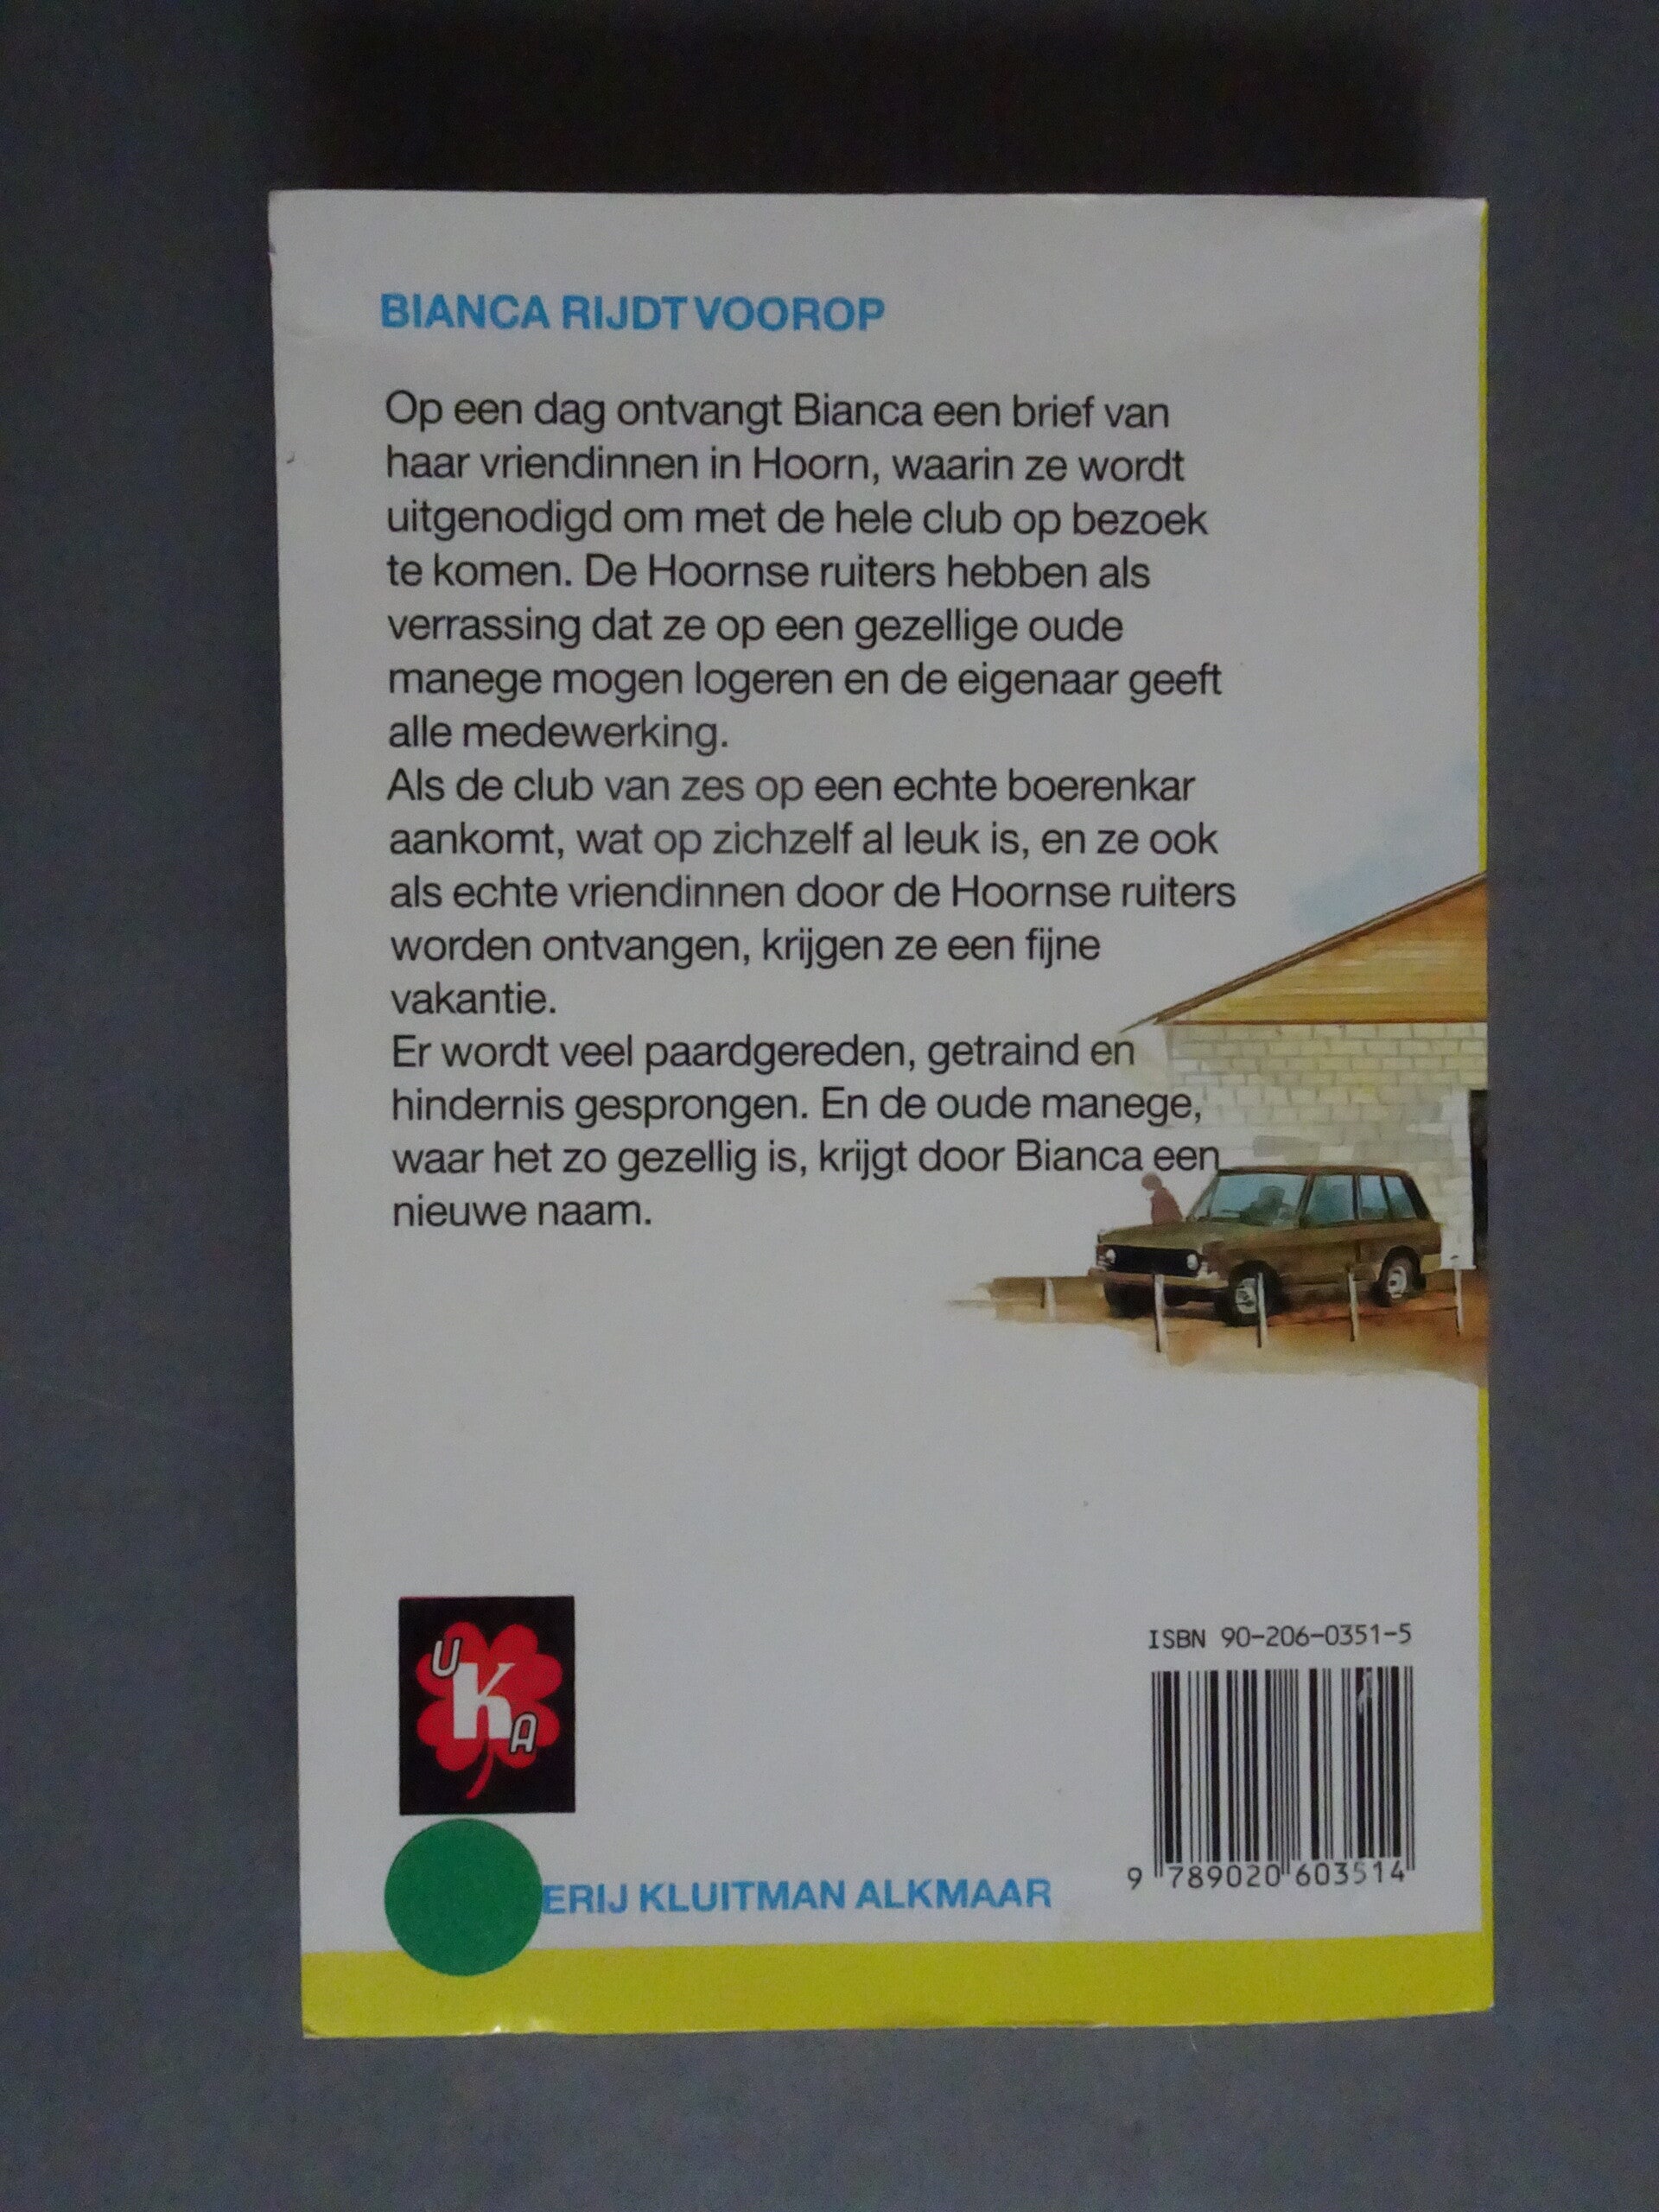 BIANCA RIJDT VOOROP
Op een dag ontvangt Bianca een brief van
haar vriendinnen in Hoorn, waarin ze wordt
uitgenodigd om met de hele club op bezoek
te komen. De Hoornse ruiters hebben als
verrassing dat ze op een gezellige oude
manege mogen logeren en de eigenaar geeft
alle medewerking.
Als de club van zes op een echte boerenkar
aankomt, wat op zichzelf al leuk is, en ze ook
als echte vriendinnen door de Hoornse ruiters
worden ontvangen, krijgen ze een fijne
vakantie.
Er wordt veel paardgereden, getraind en
hindernis gesprongen. En de oude manege,
waar het zo gezellig is, krijgt door Bianca een
nieuwe naam.
U
K
A
ISBN 90-206-0351-5
9 789020 603514
ERIJ KLUITMAN ALKMAAR